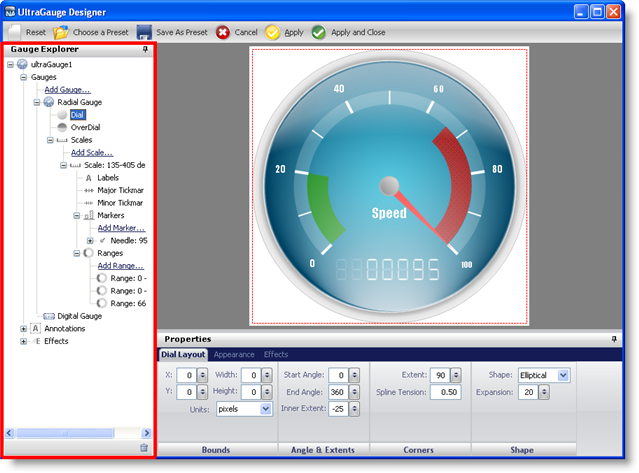 UltraGauge Designer
Reset Choose a Preset Save As Preset Cancel Apply Apply and Close
Gauge Explorer
ultraGauge1
Gauges
Add Gauge...
Radial Gauge
Dial
OverDial
Scales
Add Scale...
Scale: 135-405 de
Labels
Major Tickmar
Minor Tickmar
Markers
Add Marker...
Needle: 95
Ranges
Add Range...
Range: 0 -
Range: 0 -
Range: 66
Digital Gauge
A Annotations
E Effects
0
20
40
60
80
100
Speed
00095
Properties
Dial Layout Appearance Effects
X: 0 Width: 0 Start Angle: 0 Extent: 90 Shape: Elliptical
Y: 0 Height: 0 End Angle: 360 Spline Tension: 0.50 Expansion: 20
Units: pixels Inner Extent: -25
Bounds Angle & Extents Corners Shape